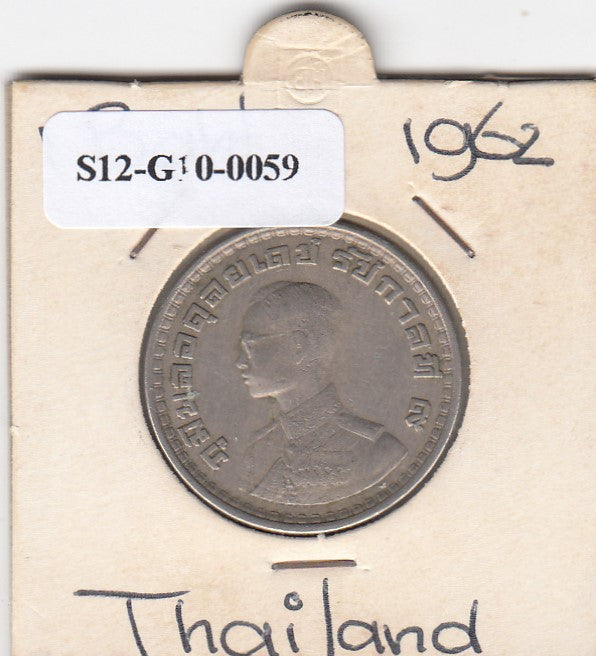 1962
S12-G10-0059
ภูมิพลอดุลยเดช รัชกาลที่ ๙
Thailand